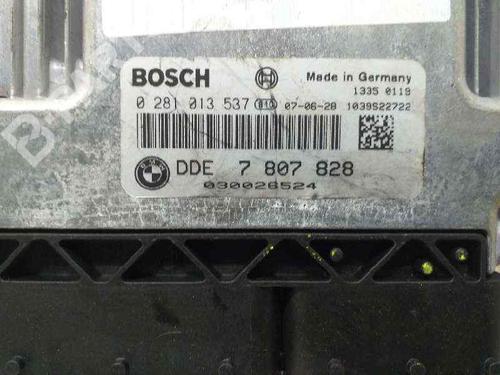 BOSCH
Made in Germany
1335 0119
0 281 013 537 07-06-28 1039S22722
BMW
DDE 7 807 828
030026524